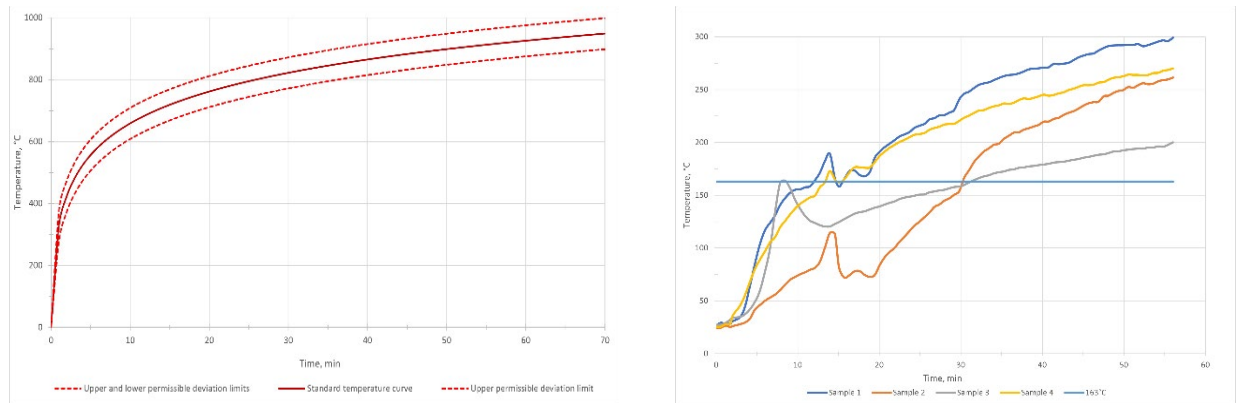 1000
800
600
400
200
0
Temperature, °C
0 10 20 30 40 50 60 70
Time, min
Upper and lower permissible deviation limits Standard temperature curve Upper permissible deviation limit
300
250
200
150
100
50
0
Temperature, °C
0 10 20 30 40 50 60
Time, min
Sample 1 Sample 2 Sample 3 Sample 4 163°C